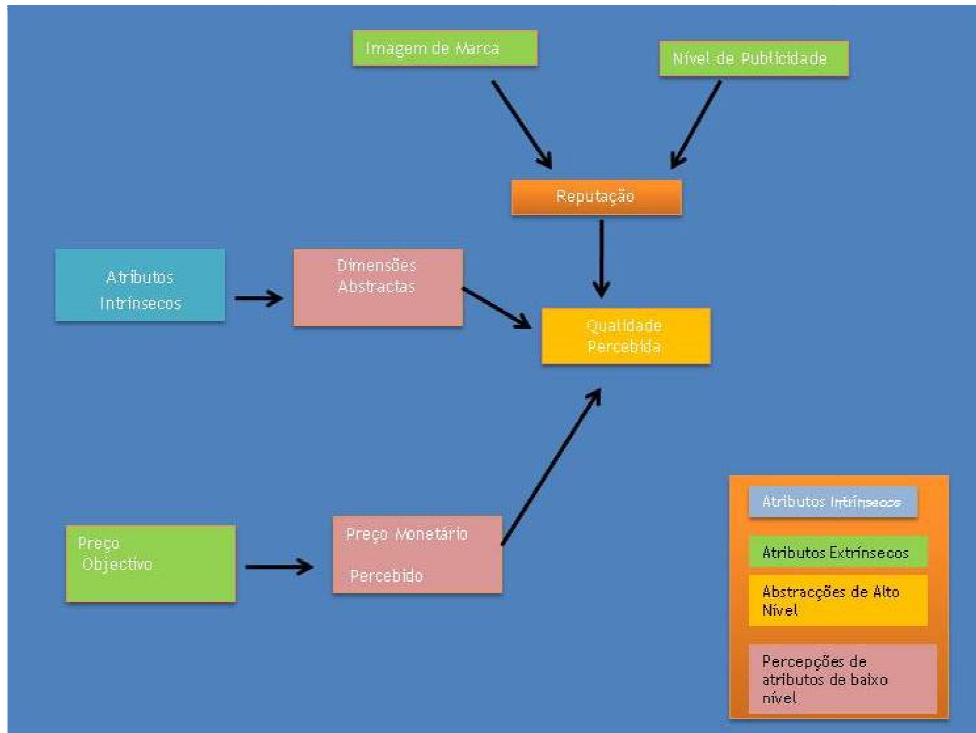 Imagem de Marca
Nível de Publicidade
Reputação
Atributos
Intrínsecos
Dimensões
Abstractas
Qualidade
Percebida
Preço
Objectivo
Preço Monetário
Percebido
Atributos Intrínsecos
Atributos Extrínsecos
Abstracções de Alto
Nível
Percepções de
atributos de baixo
nível